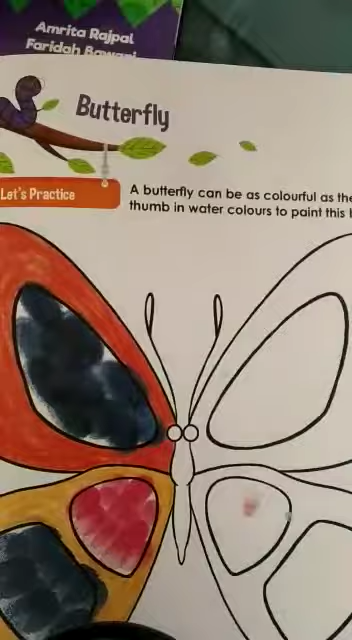 Amrita Rajpal
Faridah Bawani
Butterfly
Let's Practice
A butterfly can be as colourful as the
thumb in water colours to paint this